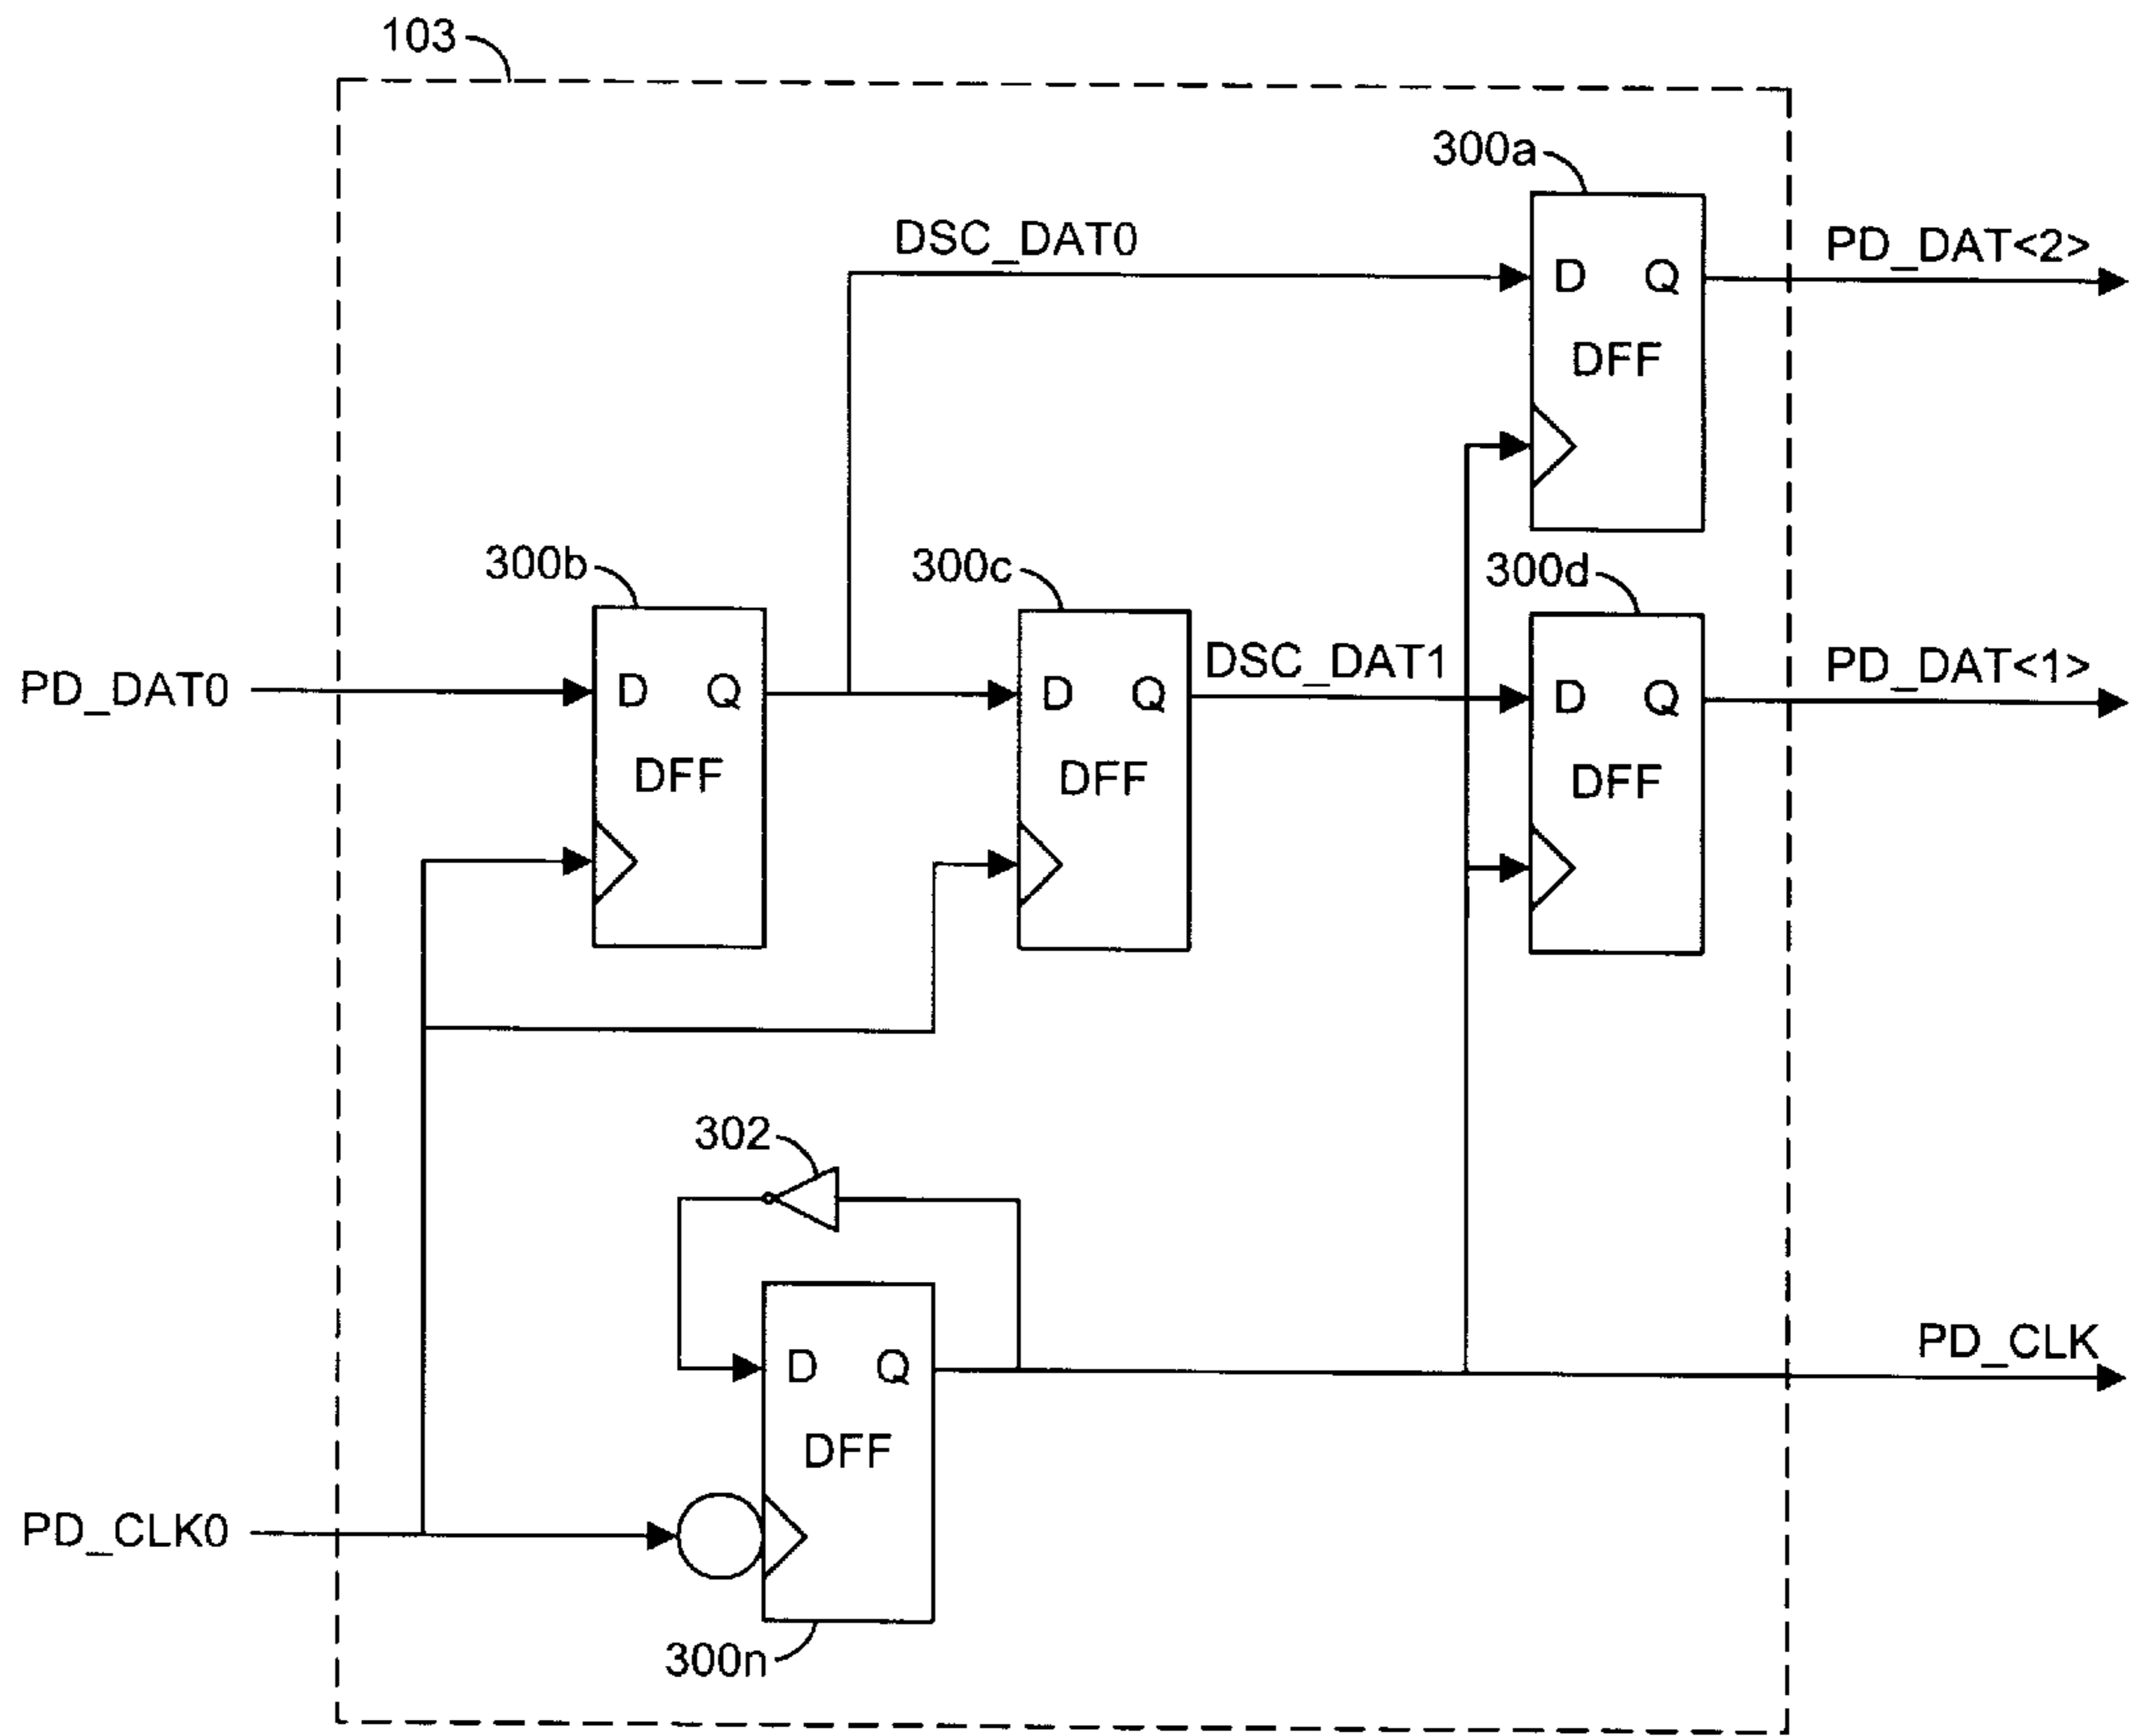 103
300a
DSC_DAT0
PD_DAT<2>
D Q
DFF
300b
300c
300d
PD_DAT0
D Q
DFF
D Q
DFF
DSC_DAT1
D Q
DFF
PD_DAT<1>
302
D Q
DFF
PD_CLK
PD_CLK0
300n